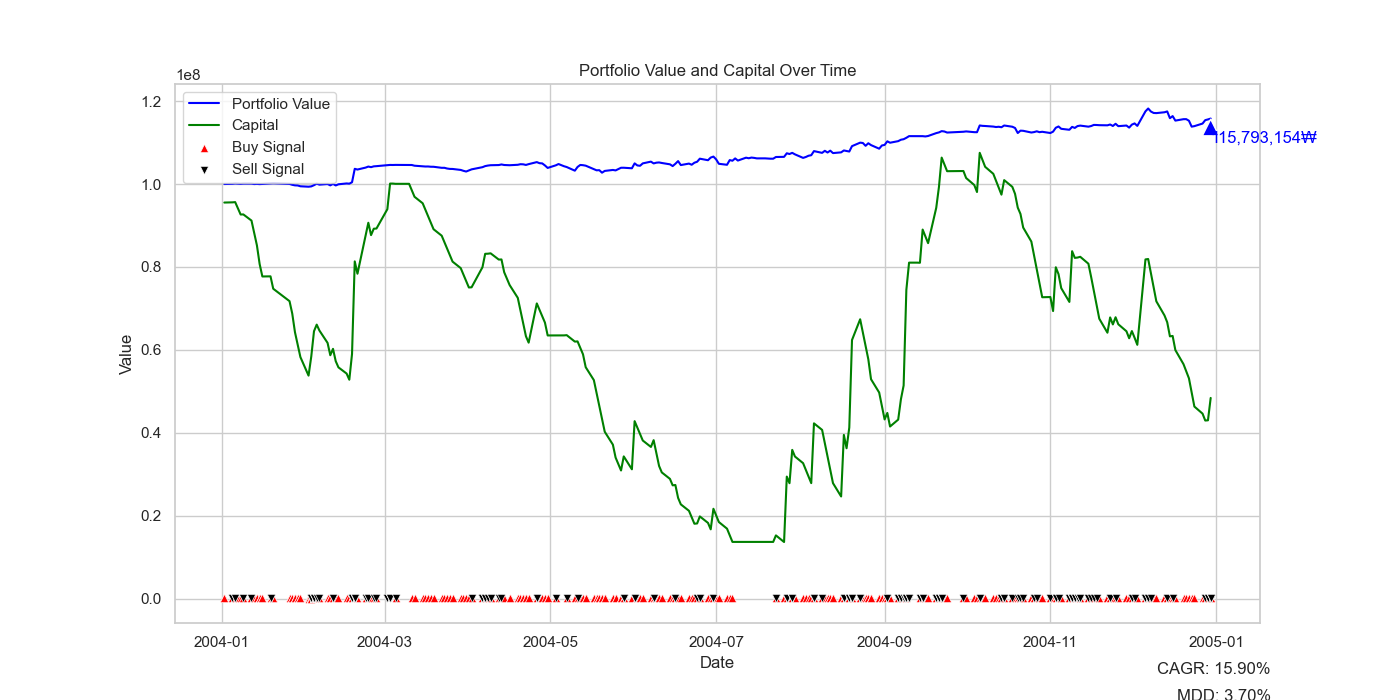 Portfolio Value and Capital Over Time
1e8
Portfolio Value
Capital
Buy Signal
Sell Signal
1.2
1.0
0.8
0.6
0.4
0.2
0.0
Value
115,793,154₩
2004-01
2004-03
2004-05
2004-07
2004-09
2004-11
2005-01
Date
CAGR: 15.90%
MDD: 3.70%